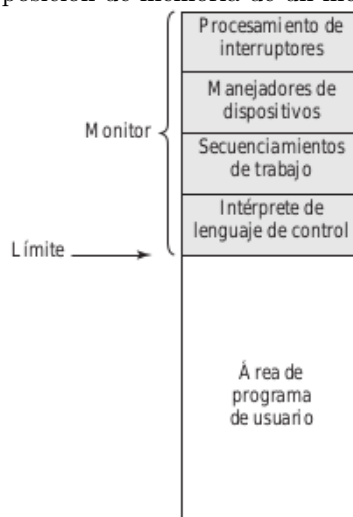 Procesamiento de
interruptores
Manejadores de
dispositivos
Monitor
Secuenciamientos
de trabajo
Intérprete de
lenguaje de control
Límite
Área de
programa
de usuario